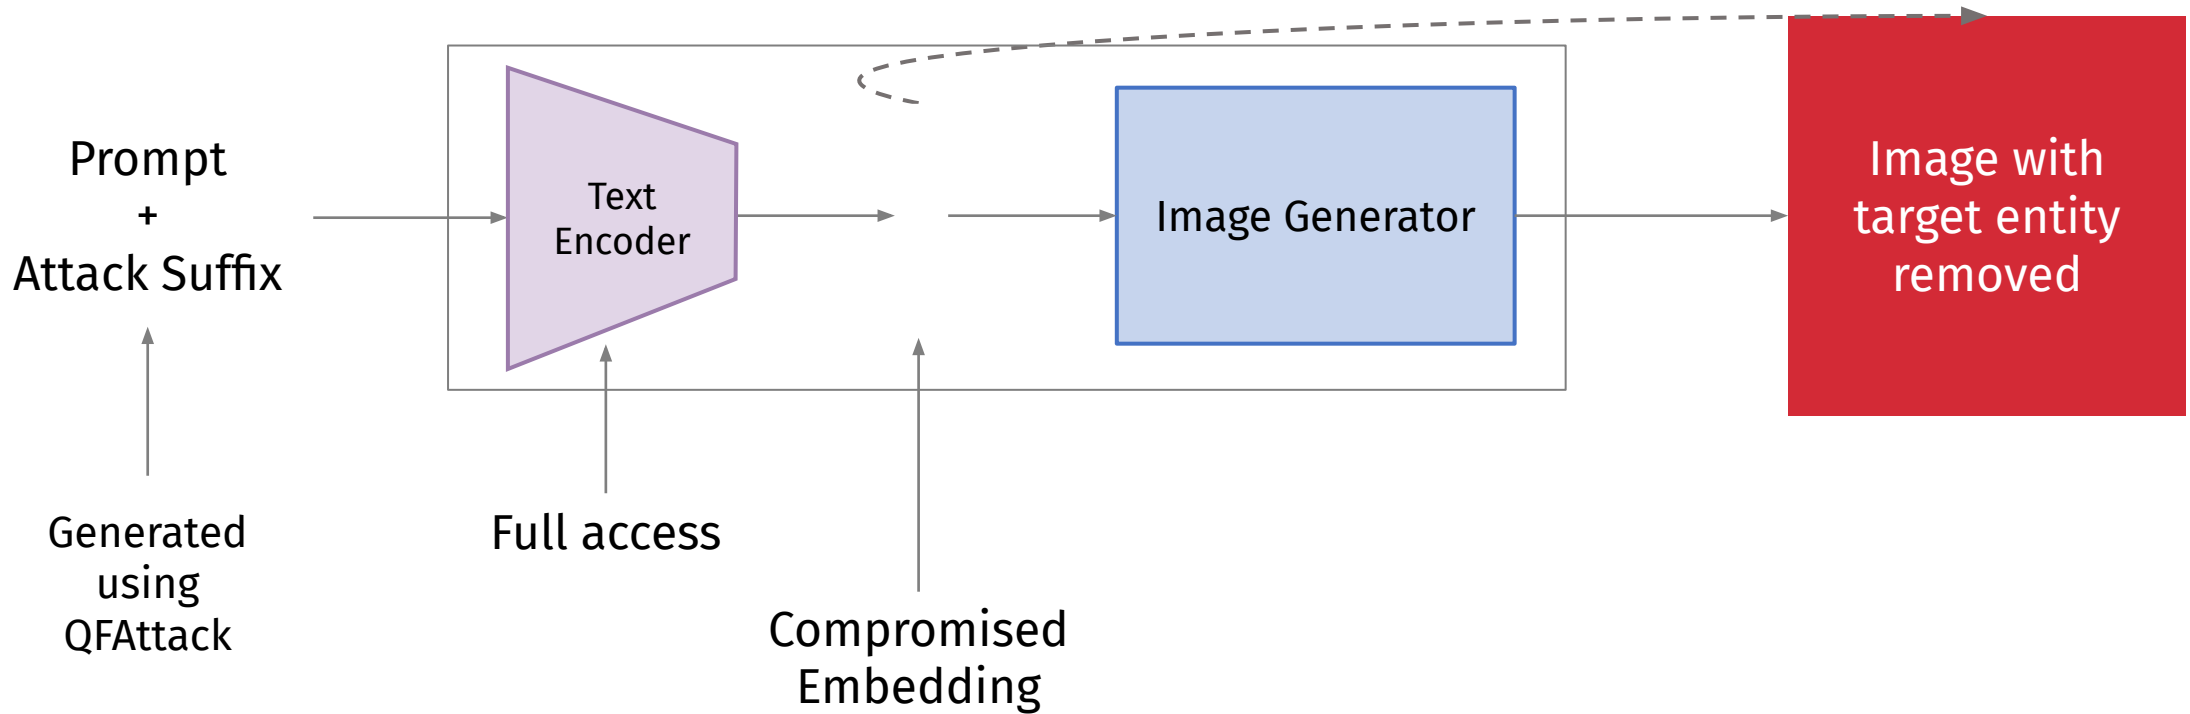 Prompt
+
Attack Suffix
Text
Encoder
Image Generator
Image with
target entity
removed
Generated
using
QFAttack
Full access
Compromised
Embedding